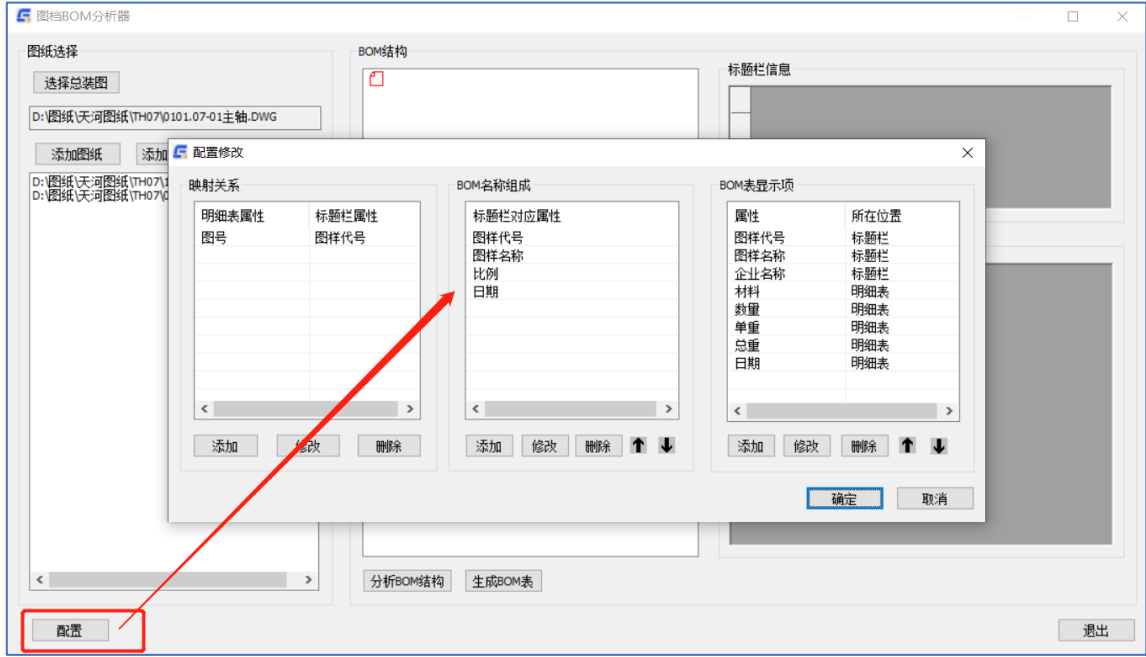 图档BOM分析器
图纸选择
选择总装图
D:\图纸\天河图纸\TH07\0101.07-01主轴.DWG
添加图纸
添加
D:\图纸\天河图纸\TH07\
D:\图纸\天河图纸\TH07\0
BOM结构
标题栏信息
配置修改
映射关系
明细表属性 标题栏属性
图号 图样代号
添加 修改 删除
BOM名称组成
标题栏对应属性
图样代号
图样名称
比例
日期
添加 修改 删除
BOM表显示项
属性 所在位置
图样代号 标题栏
图样名称 标题栏
企业名称 标题栏
材料 明细表
数量 明细表
单重 明细表
总重 明细表
日期 明细表
添加 修改 删除
确定 取消
分析BOM结构 生成BOM表
配置
退出